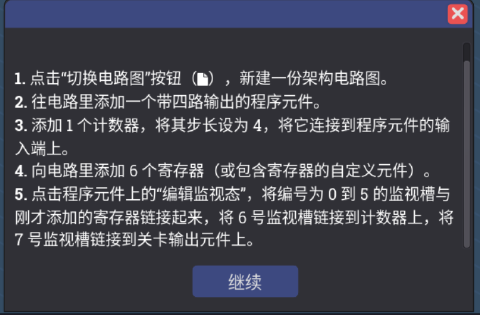 1. 点击“切换电路图”按钮（），新建一份架构电路图。
2. 往电路里添加一个带四路输出的程序元件。
3. 添加 1 个计数器，将其步长设为 4，将它连接到程序元件的输
入端上。
4. 向电路里添加 6 个寄存器（或包含寄存器的自定义元件）。
5. 点击程序元件上的“编辑监视态”，将编号为 0 到 5 的监视槽与
刚才添加的寄存器链接起来，将 6 号监视槽链接到计数器上，将
7 号监视槽链接到关卡输出元件上。
继续